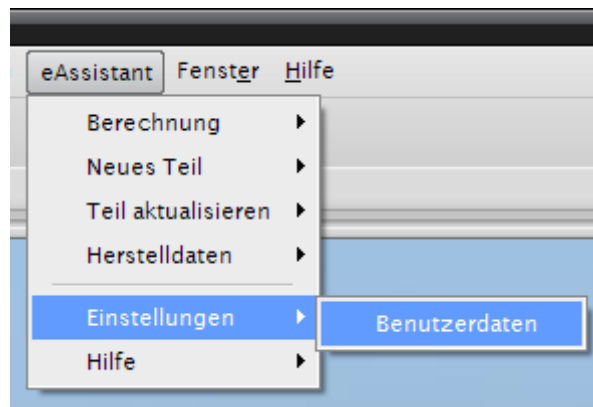 eAssistant Fenster Hilfe
Berechnung
Neues Teil
Teil aktualisieren
Herstelldaten
Einstellungen Benutzerdaten
Hilfe